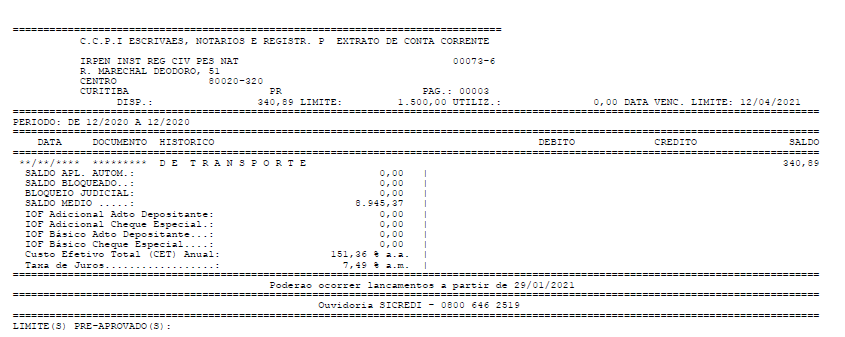 C.C.P.I ESCRIVAES, NOTARIOS E REGISTR. P EXTRATO DE CONTA CORRENTE
IRPEN INST REG CIV PES NAT 00073-6
R. MARECHAL DEODORO, 51
CENTRO 80020-320
CURITIBA PR PAG.: 00003
DISP.: 340,89 LIMITE: 1.500,00 UTILIZ.: 0,00 DATA VENC. LIMITE: 12/04/2021
PERIODO: DE 12/2020 A 12/2020
DATA DOCUMENTO HISTORICO DEBITO CREDITO SALDO
**/**/**** ********* D E T R A N S P O R T E 340,89
SALDO APL. AUTOM.: 0,00 |
SALDO BLOQUEADO..: 0,00 |
BLOQUEIO JUDICIAL: 0,00 |
SALDO MEDIO .....: 8.945,37 |
IOF Adicional Adto Depositante: 0,00 |
IOF Adicional Cheque Especial.: 0,00 |
IOF Básico Adto Depositante...: 0,00 |
IOF Básico Cheque Especial....: 0,00 |
Custo Efetivo Total (CET) Anual: 151,36 % a.a. |
Taxa de Juros..................: 7,49 % a.m. |
Poderao ocorrer lancamentos a partir de 29/01/2021
Ouvidoria SICREDI - 0800 646 2519
LIMITE(S) PRE-APROVADO(S):